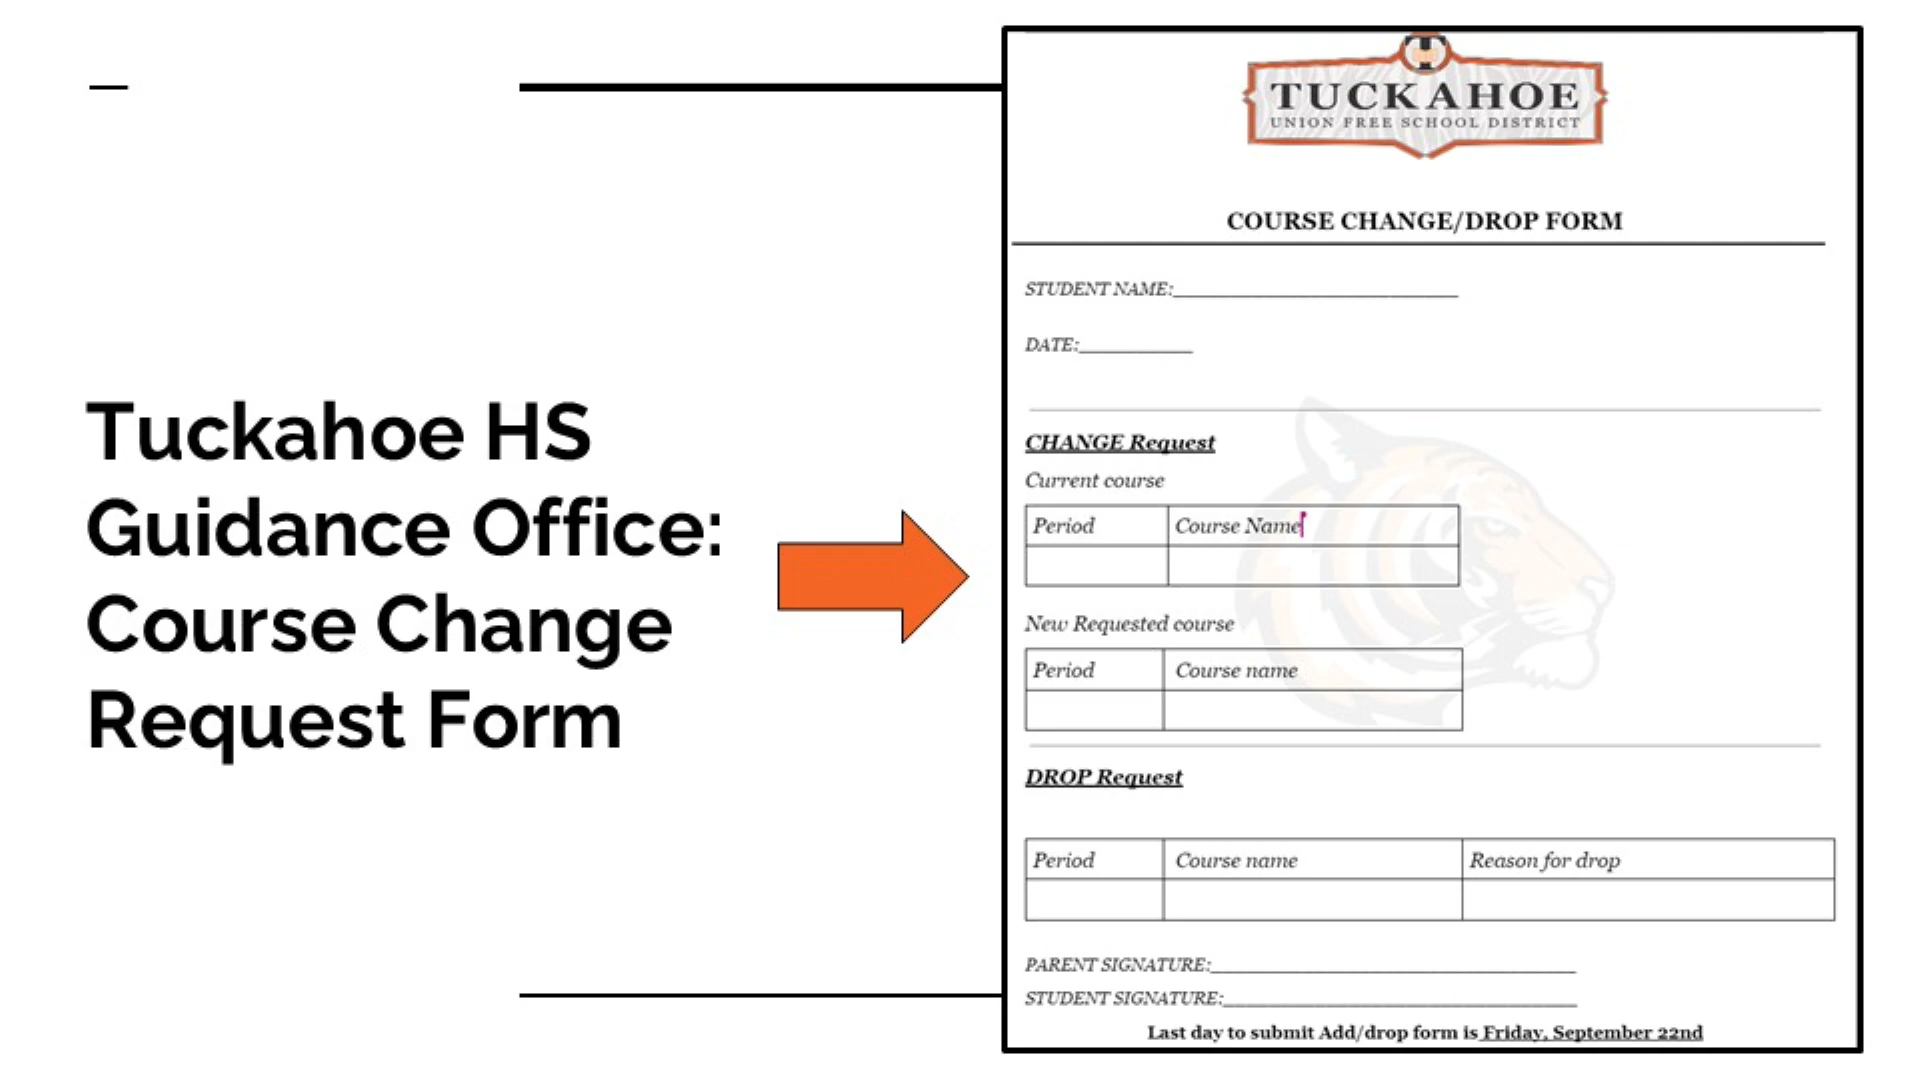 Tuckahoe HS
Guidance Office:
Course Change
Request Form
T
TUCKAHOE
UNION FREE SCHOOL DISTRICT
COURSE CHANGE/DROP FORM
STUDENT NAME:
DATE:
CHANGE Request
Current course
Period Course Name
New Requested course
Period Course name
DROP Request
Period Course name Reason for drop
PARENT SIGNATURE:
STUDENT SIGNATURE:
Last day to submit Add/drop form is Friday, September 22nd